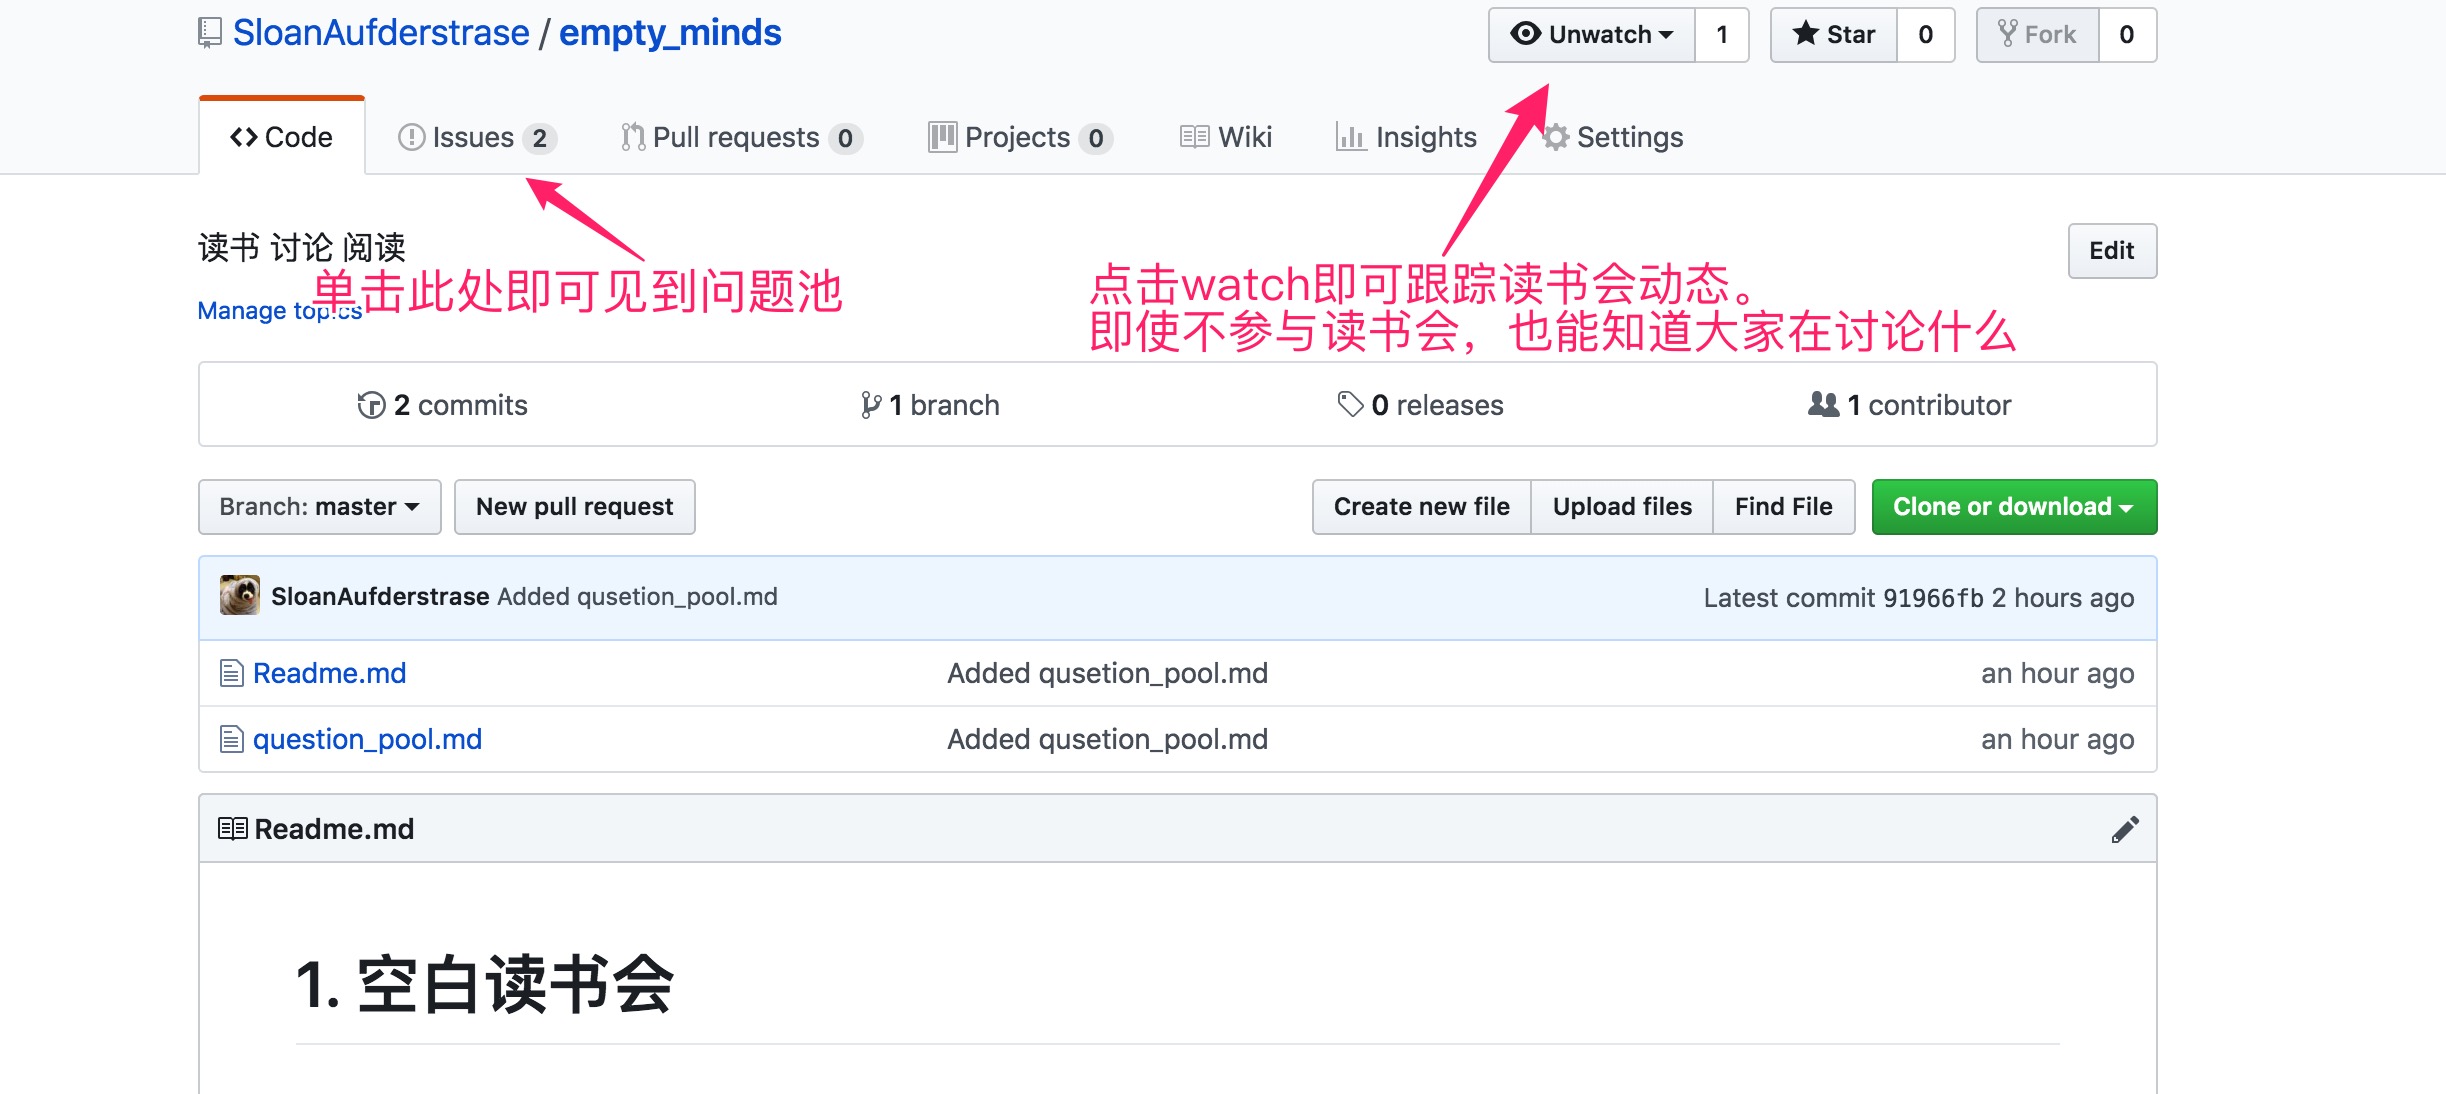 SloanAufderstrase / empty_minds
Unwatch 1 Star 0 Fork 0
Code Issues 2 Pull requests 0 Projects 0 Wiki Insights Settings
读书 讨论 阅读
Edit
单击此处即可见到问题池
点击watch即可跟踪读书会动态。
即使不参与读书会，也能知道大家在讨论什么
Manage topics
2 commits 1 branch 0 releases 1 contributor
Branch: master New pull request Create new file Upload files Find File Clone or download
SloanAufderstrase Added qusetion_pool.md Latest commit 91966fb 2 hours ago
Readme.md Added qusetion_pool.md an hour ago
question_pool.md Added qusetion_pool.md an hour ago
Readme.md
1. 空白读书会